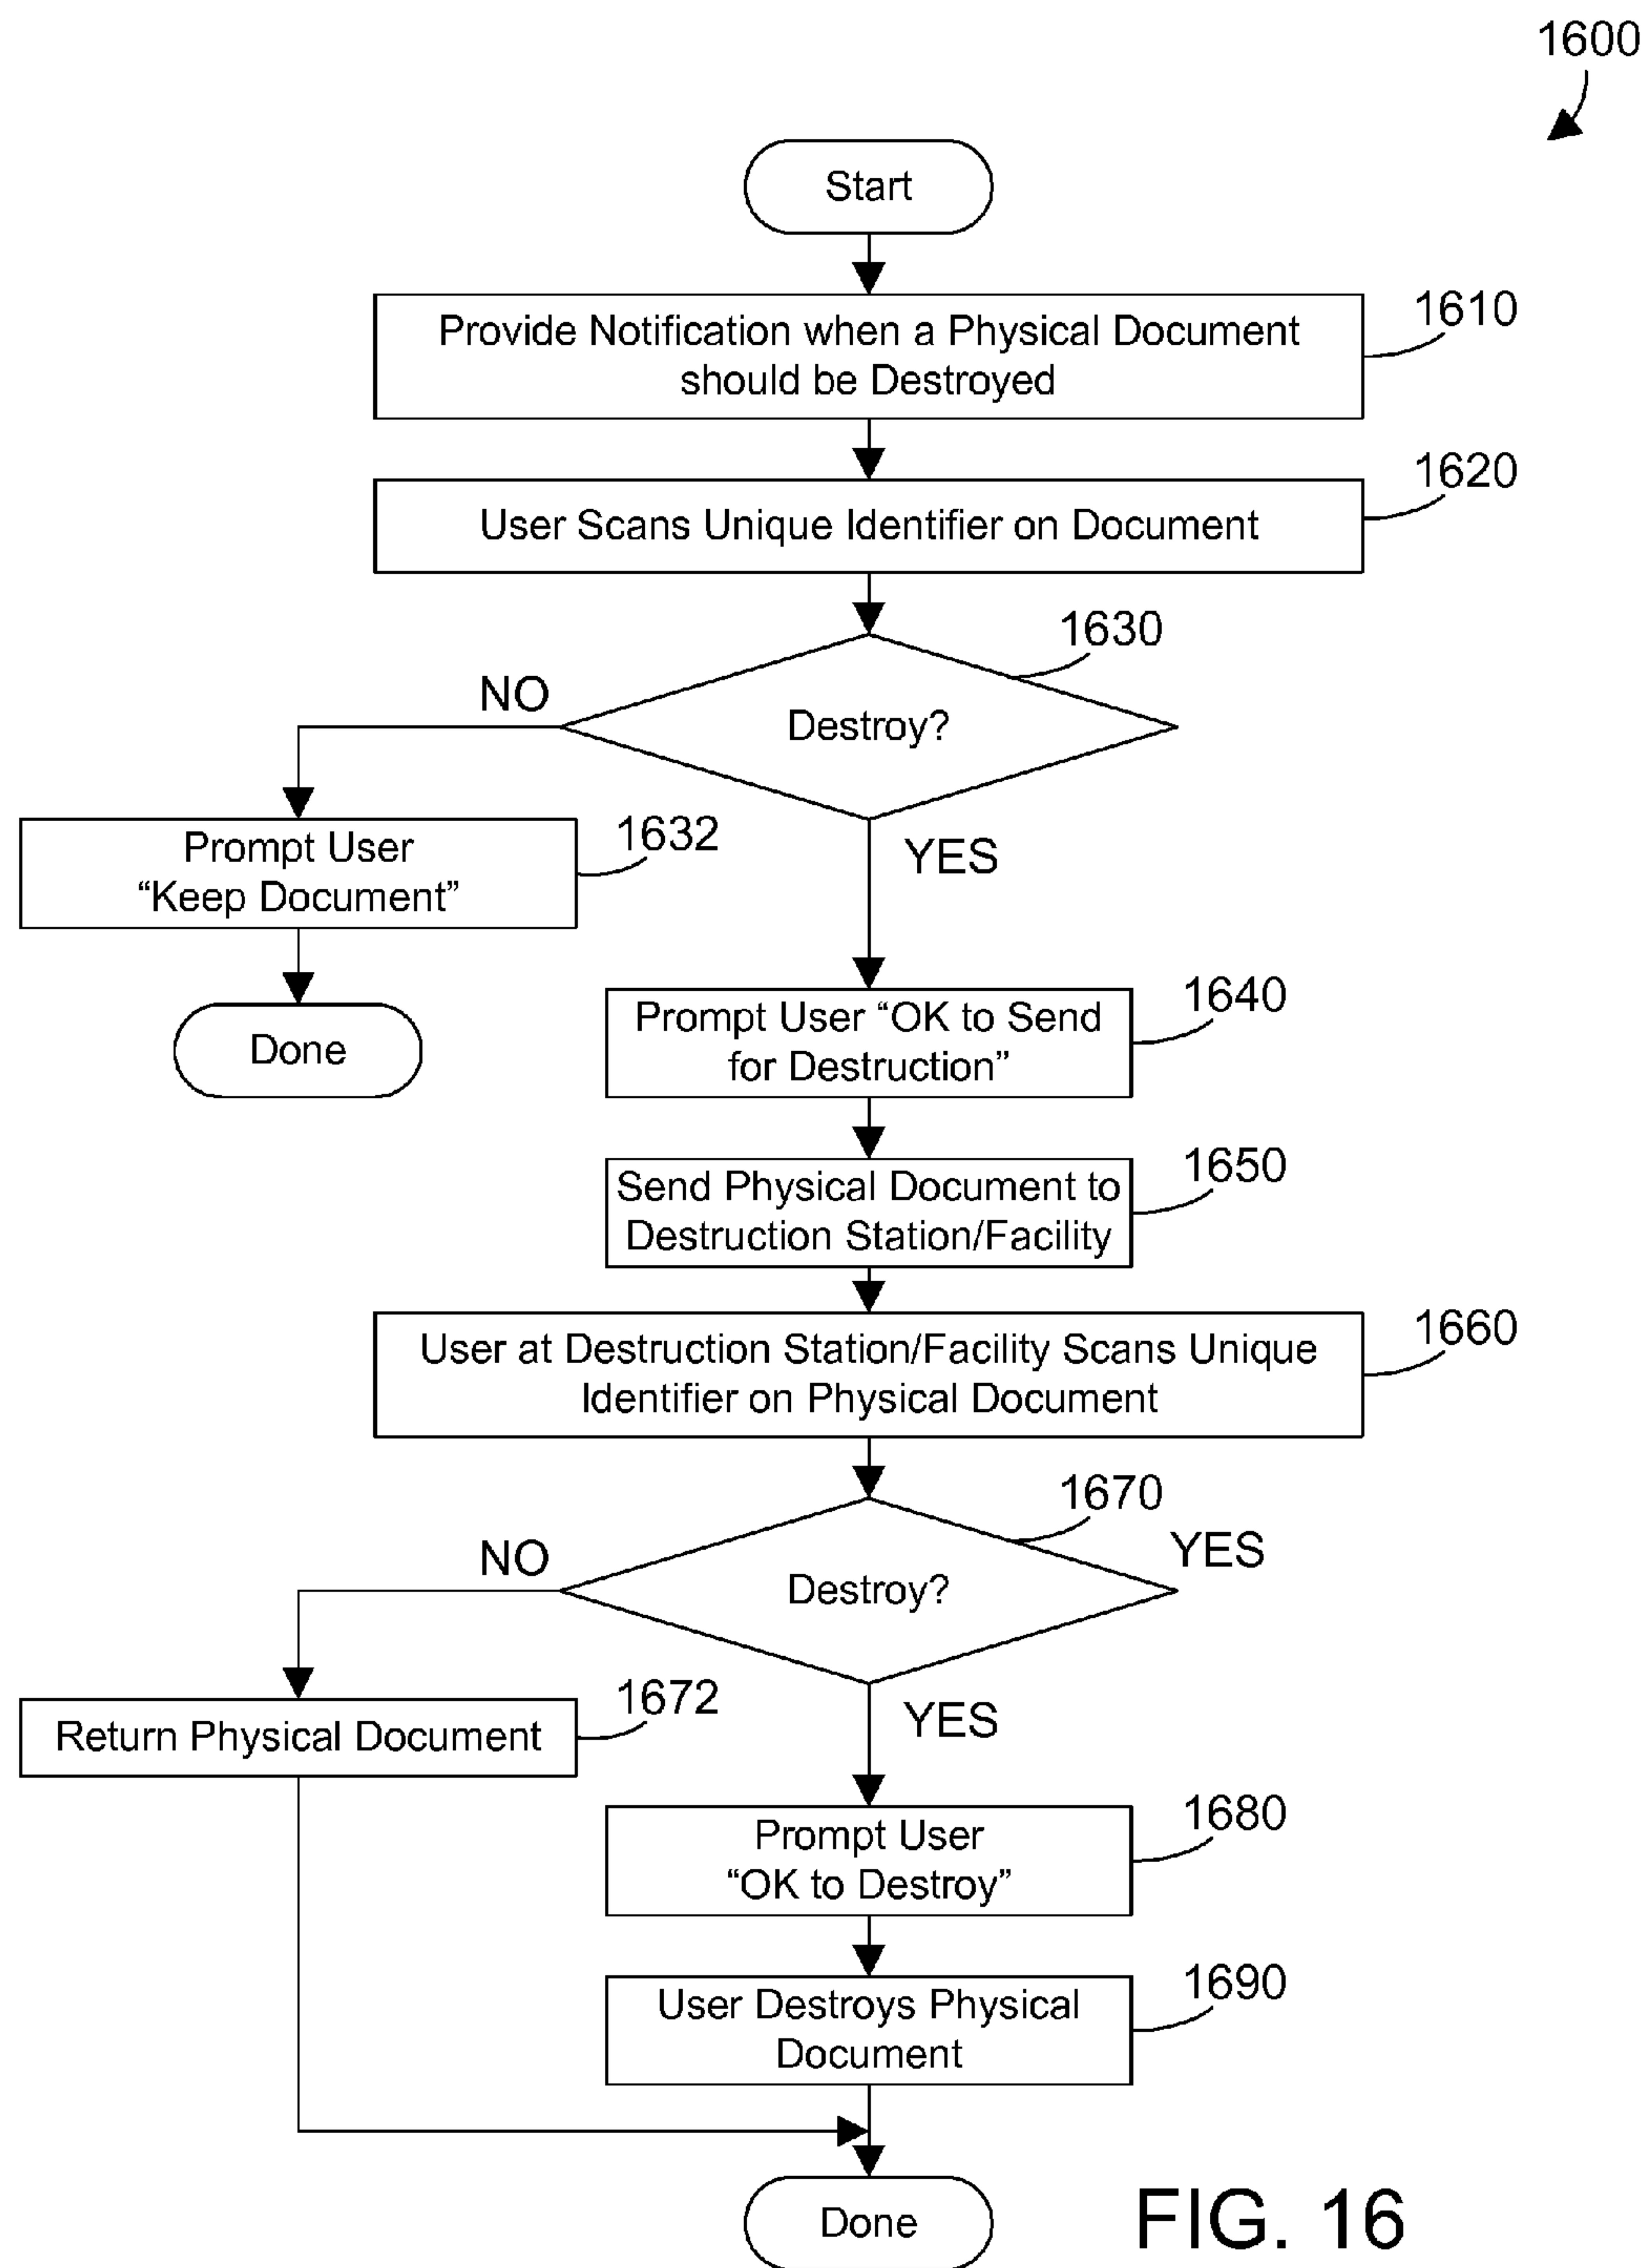 1600
Start
Provide Notification when a Physical Document
should be Destroyed
1610
User Scans Unique Identifier on Document
1620
1630
Destroy?
NO
YES
Prompt User
“Keep Document”
1632
Done
Prompt User “OK to Send
for Destruction”
1640
Send Physical Document to
Destruction Station/Facility
1650
User at Destruction Station/Facility Scans Unique
Identifier on Physical Document
1660
1670
Destroy?
NO
YES
YES
Return Physical Document
1672
Prompt User
“OK to Destroy”
1680
User Destroys Physical
Document
1690
Done
FIG. 16